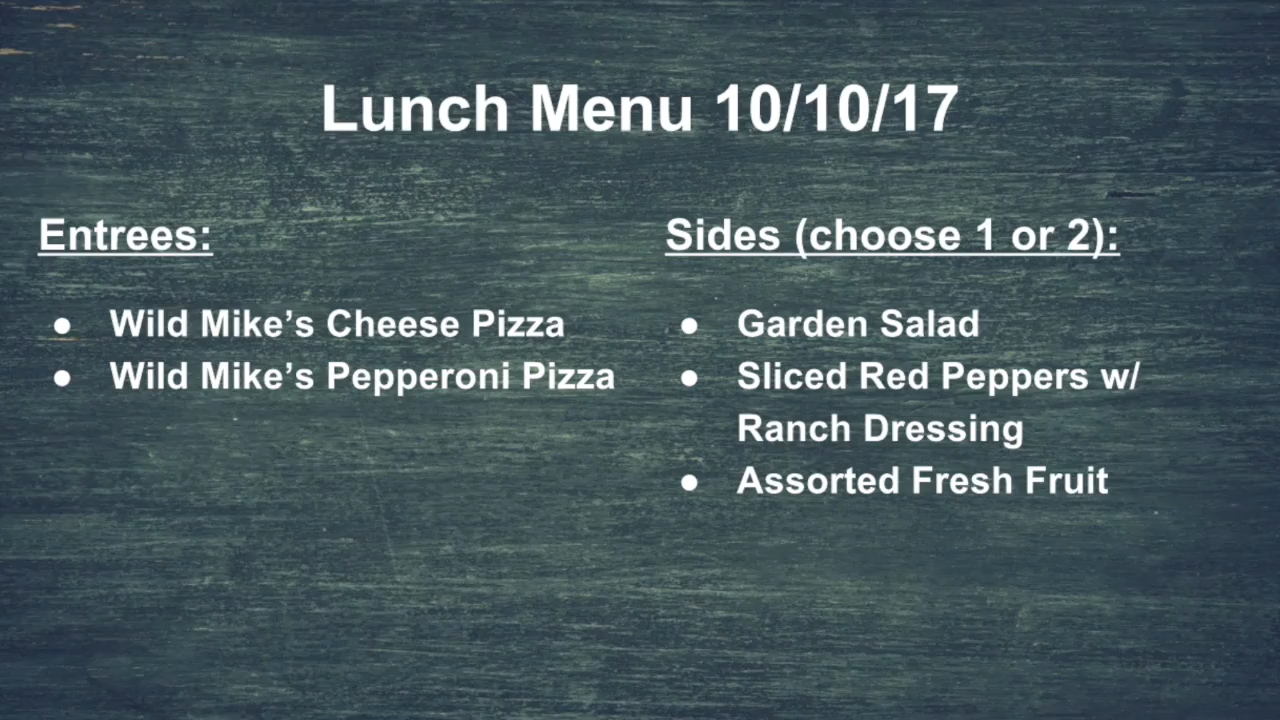 Lunch Menu 10/10/17
Entrees:
● Wild Mike’s Cheese Pizza
● Wild Mike’s Pepperoni Pizza
Sides (choose 1 or 2):
● Garden Salad
● Sliced Red Peppers w/
Ranch Dressing
● Assorted Fresh Fruit